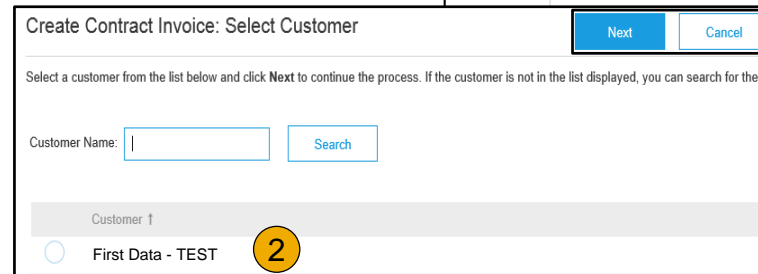 Create Contract Invoice: Select Customer
Next Cancel
Select a customer from the list below and click Next to continue the process. If the customer is not in the list displayed, you can search for the
Customer Name: Search
Customer ↑
First Data - TEST 2